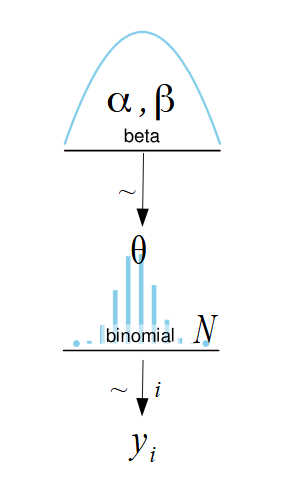 α , β
beta
~
θ
binomial N
~ i
yᵢ